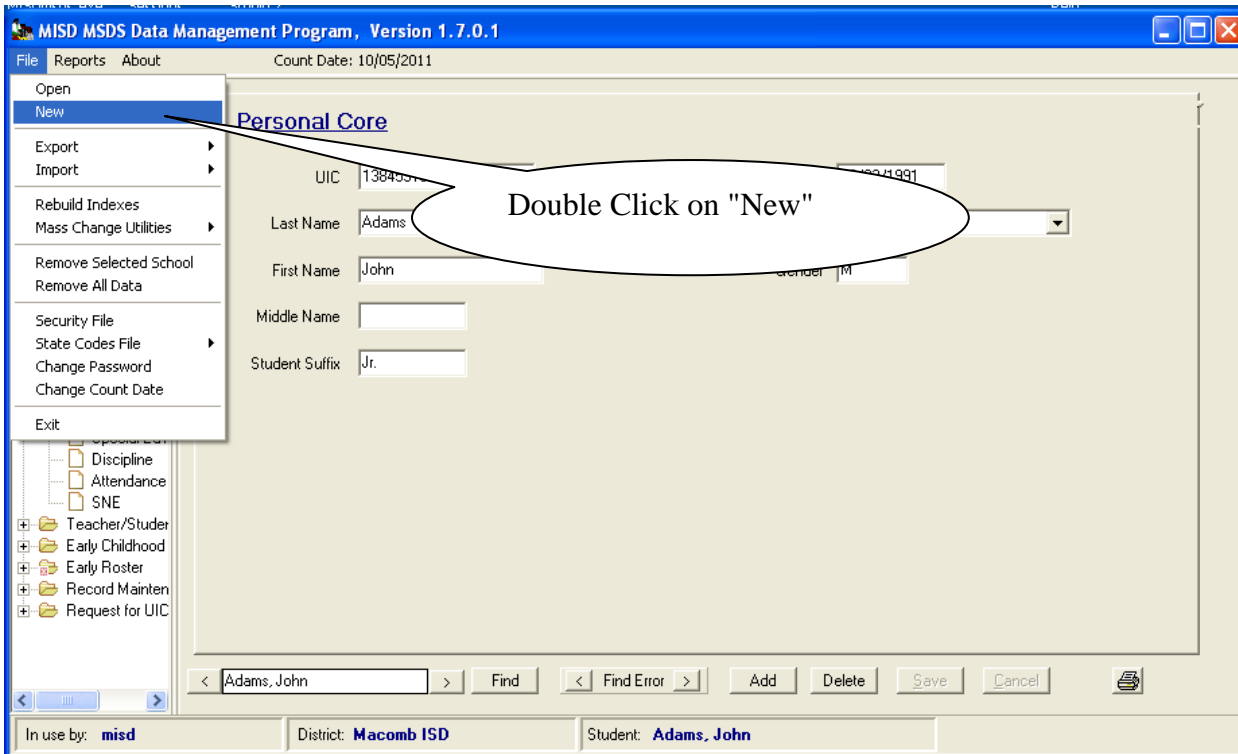 MISD MSDS Data Management Program, Version 1.7.0.1
File Reports About Count Date: 10/05/2011
Open
New
Export
Import
Rebuild Indexes
Mass Change Utilities
Remove Selected School
Remove All Data
Security File
State Codes File
Change Password
Change Count Date
Exit
Discipline
Attendance
SNE
Teacher/Studer
Early Childhood
Early Roster
Record Mainten
Request for UIC
Personal Core
UIC
Last Name Adams
First Name John
Gender M
Middle Name
Student Suffix Jr.
Double Click on "New"
< Adams, John > Find < Find Error > Add Delete Save Cancel
In use by: misd District: Macomb ISD Student: Adams, John